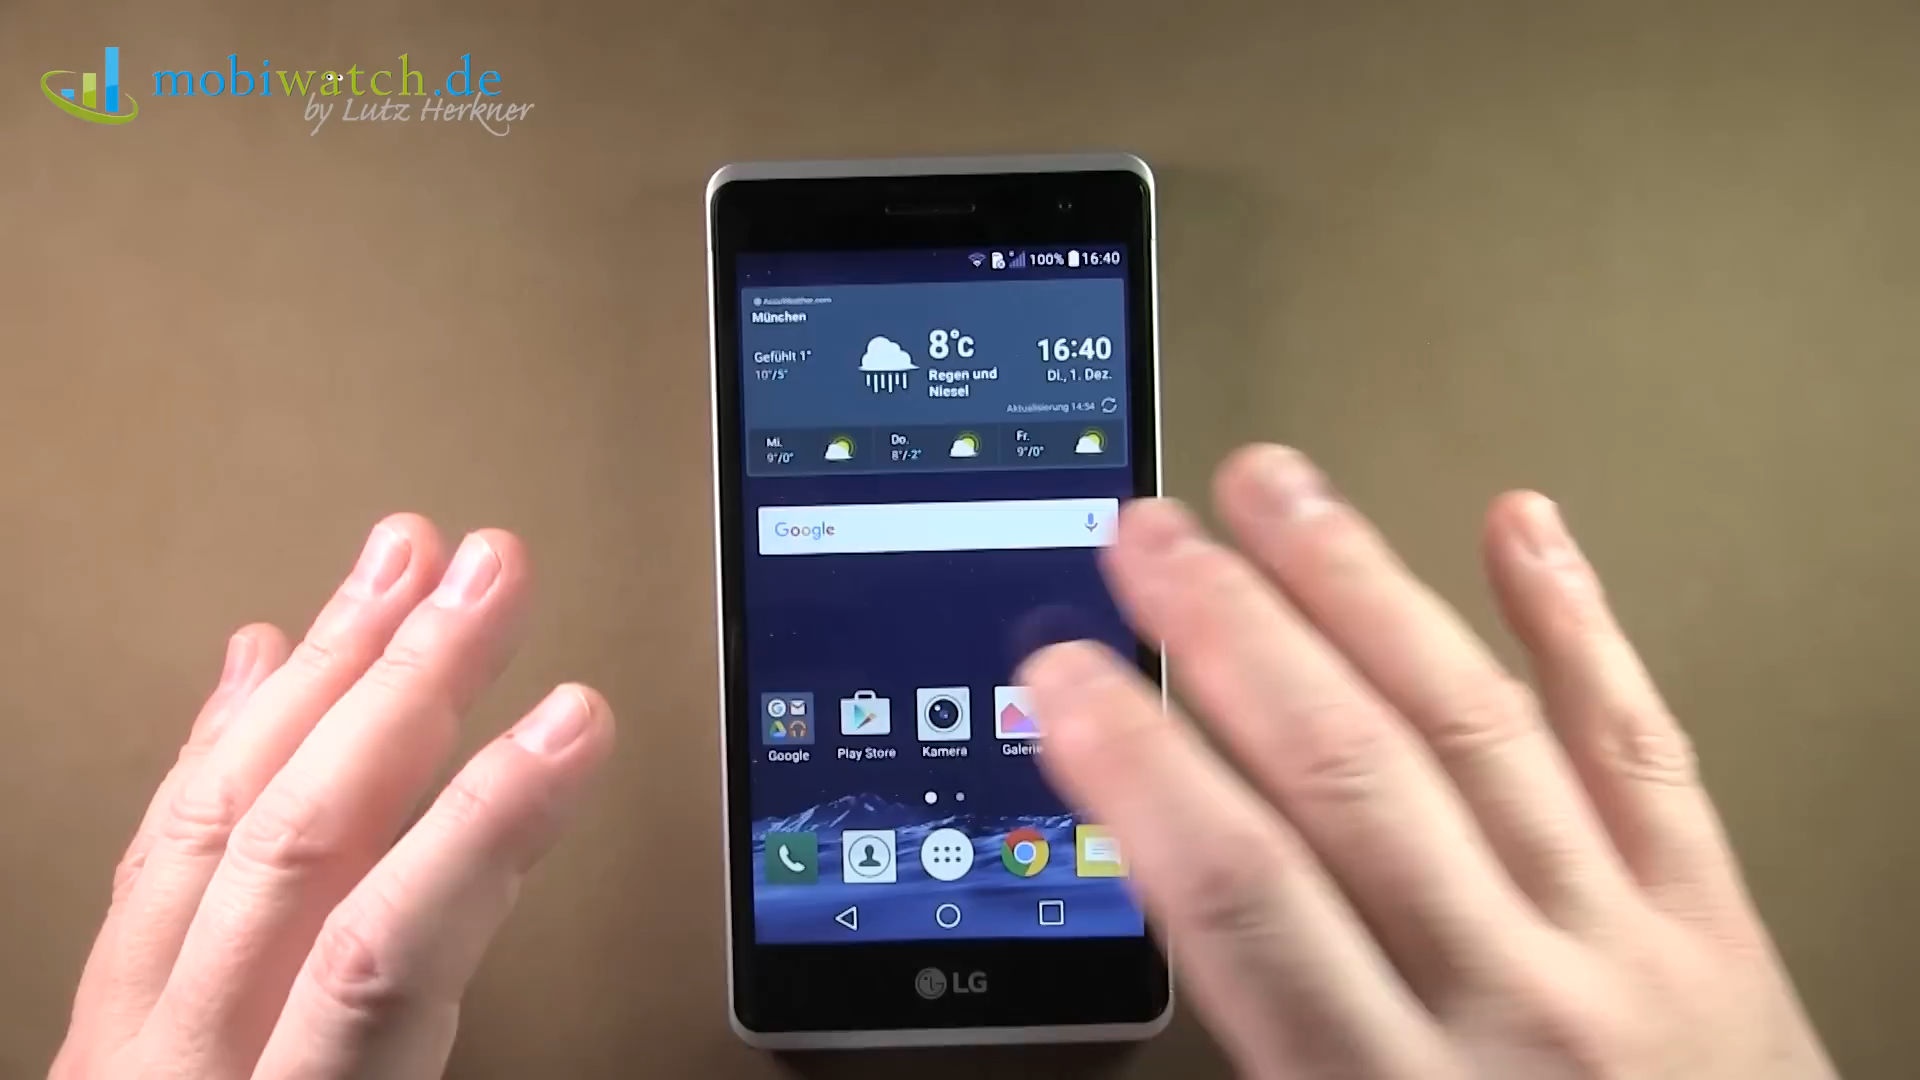 mobiwatch.de
by Lutz Herkner
100% 16:40
AccuWeather.com
München
Gefühlt 1°
10°/5°
8°C
Regen und
Niesel
16:40
Di., 1. Dez.
Aktualisierung 14:54
Mi.
9°/0°
Do.
8°/-2°
Fr.
9°/0°
Google
Google
Play Store
Kamera
Galerie
LG